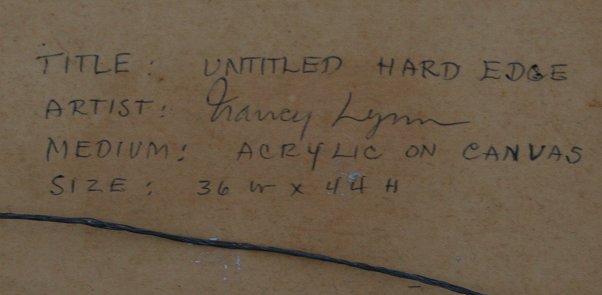 TITLE: UNTITLED HARD EDGE
ARTIST: Nancy Lynn
MEDIUM: ACRYLIC ON CANVAS
SIZE: 36 W X 44 H